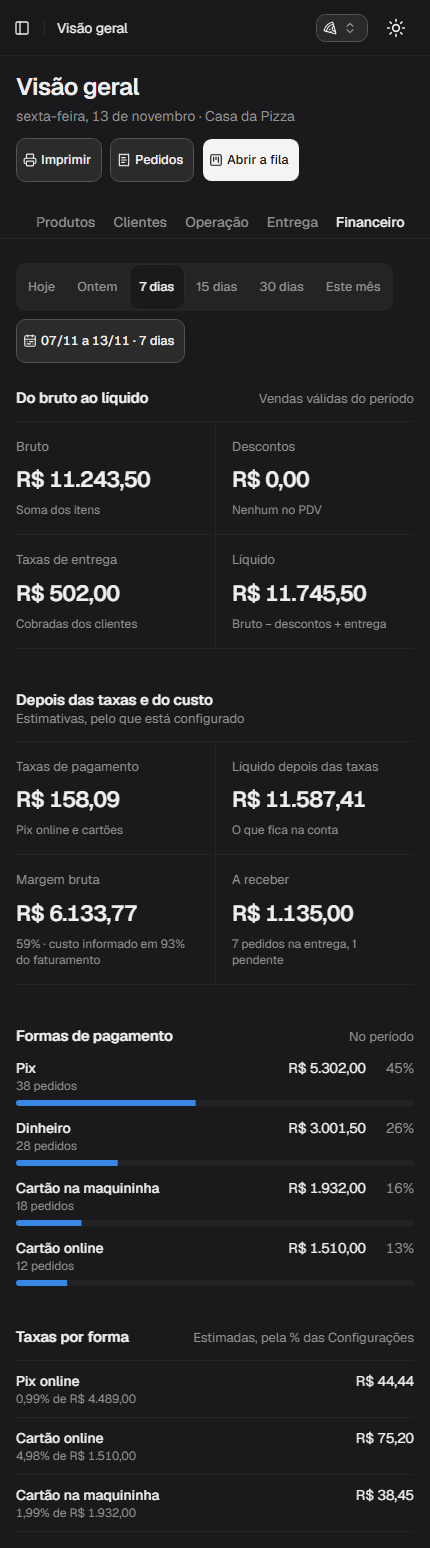 Visão geral
Visão geral
sexta-feira, 13 de novembro · Casa da Pizza
Imprimir
Pedidos
Abrir a fila
Produtos
Clientes
Operação
Entrega
Financeiro
Hoje
Ontem
7 dias
15 dias
30 dias
Este mês
07/11 a 13/11 · 7 dias
Do bruto ao líquido
Vendas válidas do período
Bruto
R$ 11.243,50
Soma dos itens
Descontos
R$ 0,00
Nenhum no PDV
Taxas de entrega
R$ 502,00
Cobradas dos clientes
Líquido
R$ 11.745,50
Bruto − descontos + entrega
Depois das taxas e do custo
Estimativas, pelo que está configurado
Taxas de pagamento
R$ 158,09
Pix online e cartões
Líquido depois das taxas
R$ 11.587,41
O que fica na conta
Margem bruta
R$ 6.133,77
59% · custo informado em 93%
do faturamento
A receber
R$ 1.135,00
7 pedidos na entrega, 1
pendente
Formas de pagamento
No período
Pix
R$ 5.302,00
45%
38 pedidos
Dinheiro
R$ 3.001,50
26%
28 pedidos
Cartão na maquininha
R$ 1.932,00
16%
18 pedidos
Cartão online
R$ 1.510,00
13%
12 pedidos
Taxas por forma
Estimadas, pela % das Configurações
Pix online
R$ 44,44
0,99% de R$ 4.489,00
Cartão online
R$ 75,20
4,98% de R$ 1.510,00
Cartão na maquininha
R$ 38,45
1,99% de R$ 1.932,00